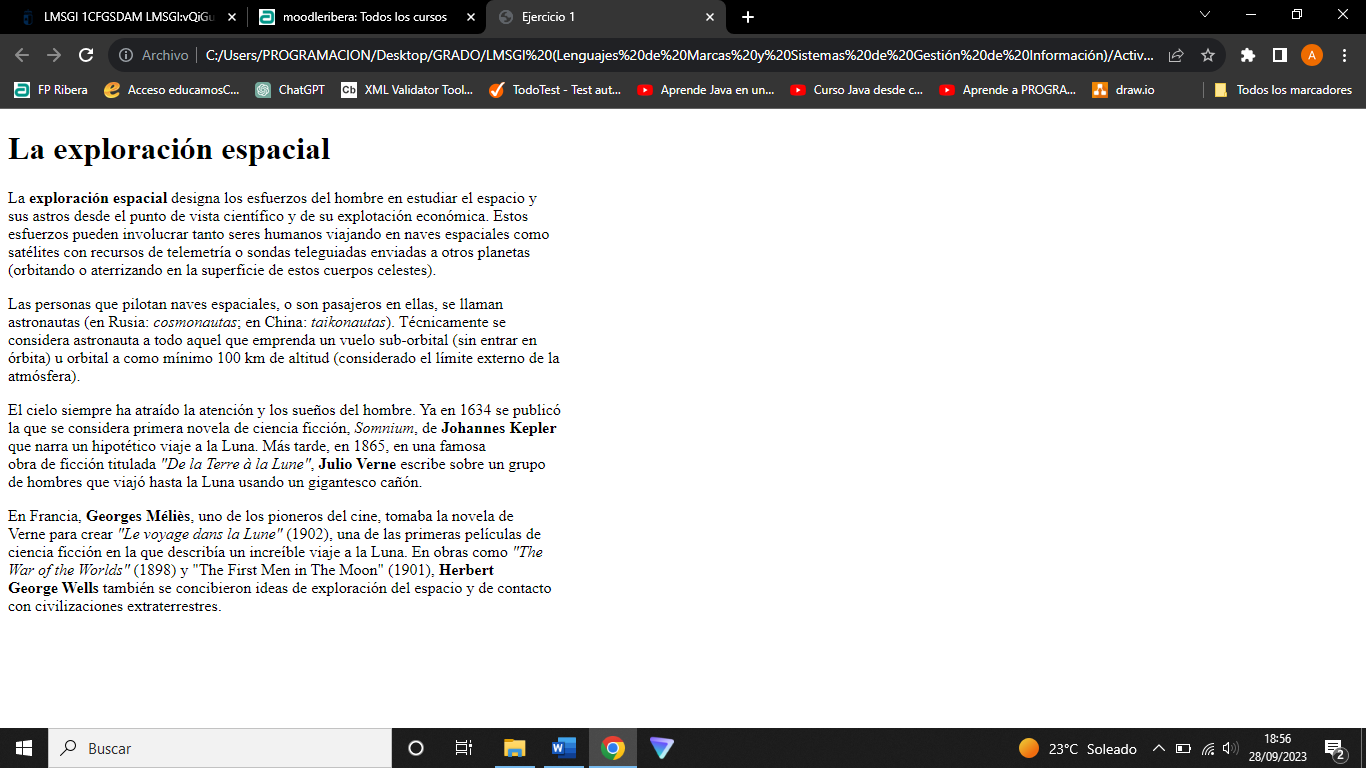 LMSGI 1CFGSDAM LMSGI:vQiGu
moodleribera: Todos los cursos
Ejercicio 1
Archivo
C:/Users/PROGRAMACION/Desktop/GRADO/LMSGI%20(Lenguajes%20de%20Marcas%20y%20Sistemas%20de%20Gestión%20de%20Información)/Activ...
A
FP Ribera
Acceso educamosC...
ChatGPT
Cb XML Validator Tool...
TodoTest - Test aut...
Aprende Java en un...
Curso Java desde c...
Aprende a PROGRA...
draw.io
Todos los marcadores
La exploración espacial
La exploración espacial designa los esfuerzos del hombre en estudiar el espacio y
sus astros desde el punto de vista científico y de su explotación económica. Estos
esfuerzos pueden involucrar tanto seres humanos viajando en naves espaciales como
satélites con recursos de telemetría o sondas teleguiadas enviadas a otros planetas
(orbitando o aterrizando en la superficie de estos cuerpos celestes).
Las personas que pilotan naves espaciales, o son pasajeros en ellas, se llaman
astronautas (en Rusia: cosmonautas; en China: taikonautas). Técnicamente se
considera astronauta a todo aquel que emprenda un vuelo sub-orbital (sin entrar en
órbita) u orbital a como mínimo 100 km de altitud (considerado el límite externo de la
atmósfera).
El cielo siempre ha atraído la atención y los sueños del hombre. Ya en 1634 se publicó
la que se considera primera novela de ciencia ficción, Somnium, de Johannes Kepler
que narra un hipotético viaje a la Luna. Más tarde, en 1865, en una famosa
obra de ficción titulada "De la Terre à la Lune", Julio Verne escribe sobre un grupo
de hombres que viajó hasta la Luna usando un gigantesco cañón.
En Francia, Georges Méliès, uno de los pioneros del cine, tomaba la novela de
Verne para crear "Le voyage dans la Lune" (1902), una de las primeras películas de
ciencia ficción en la que describía un increíble viaje a la Luna. En obras como "The
War of the Worlds" (1898) y "The First Men in The Moon" (1901), Herbert
George Wells también se concibieron ideas de exploración del espacio y de contacto
con civilizaciones extraterrestres.
Buscar
23°C Soleado
18:56
28/09/2023
2